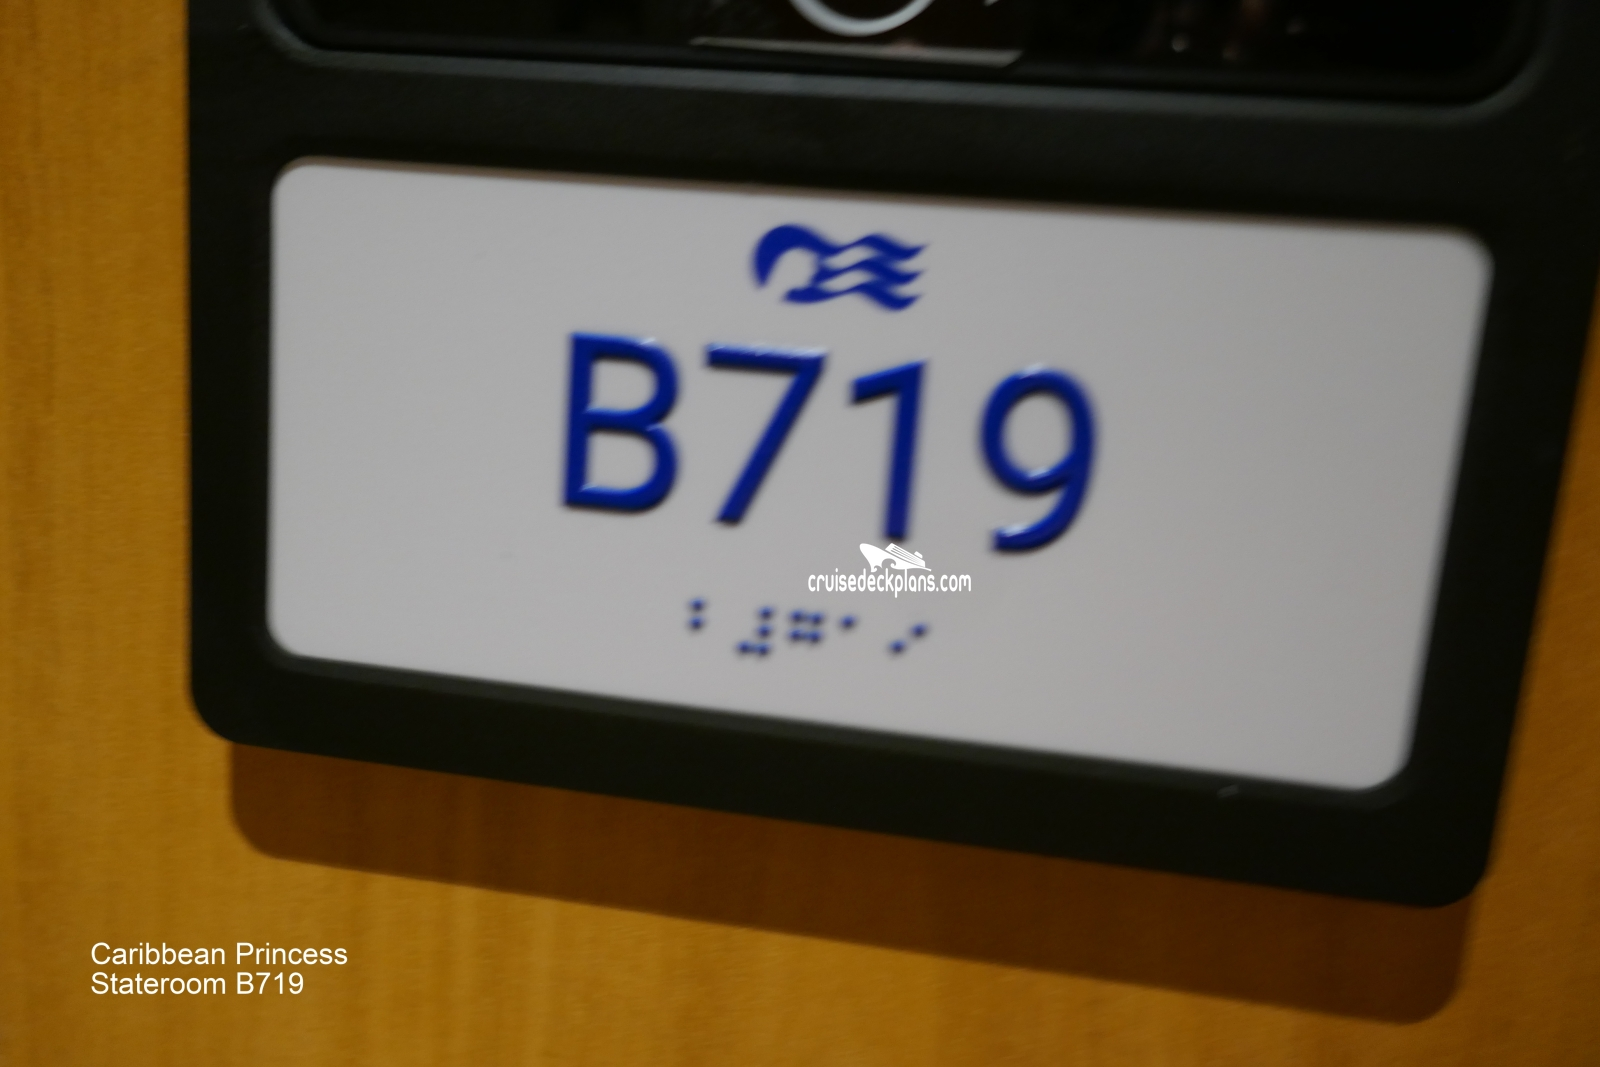 B719
cruisedeckplans.com
⠃⠼⠛⠁⠊
Caribbean Princess
Stateroom B719